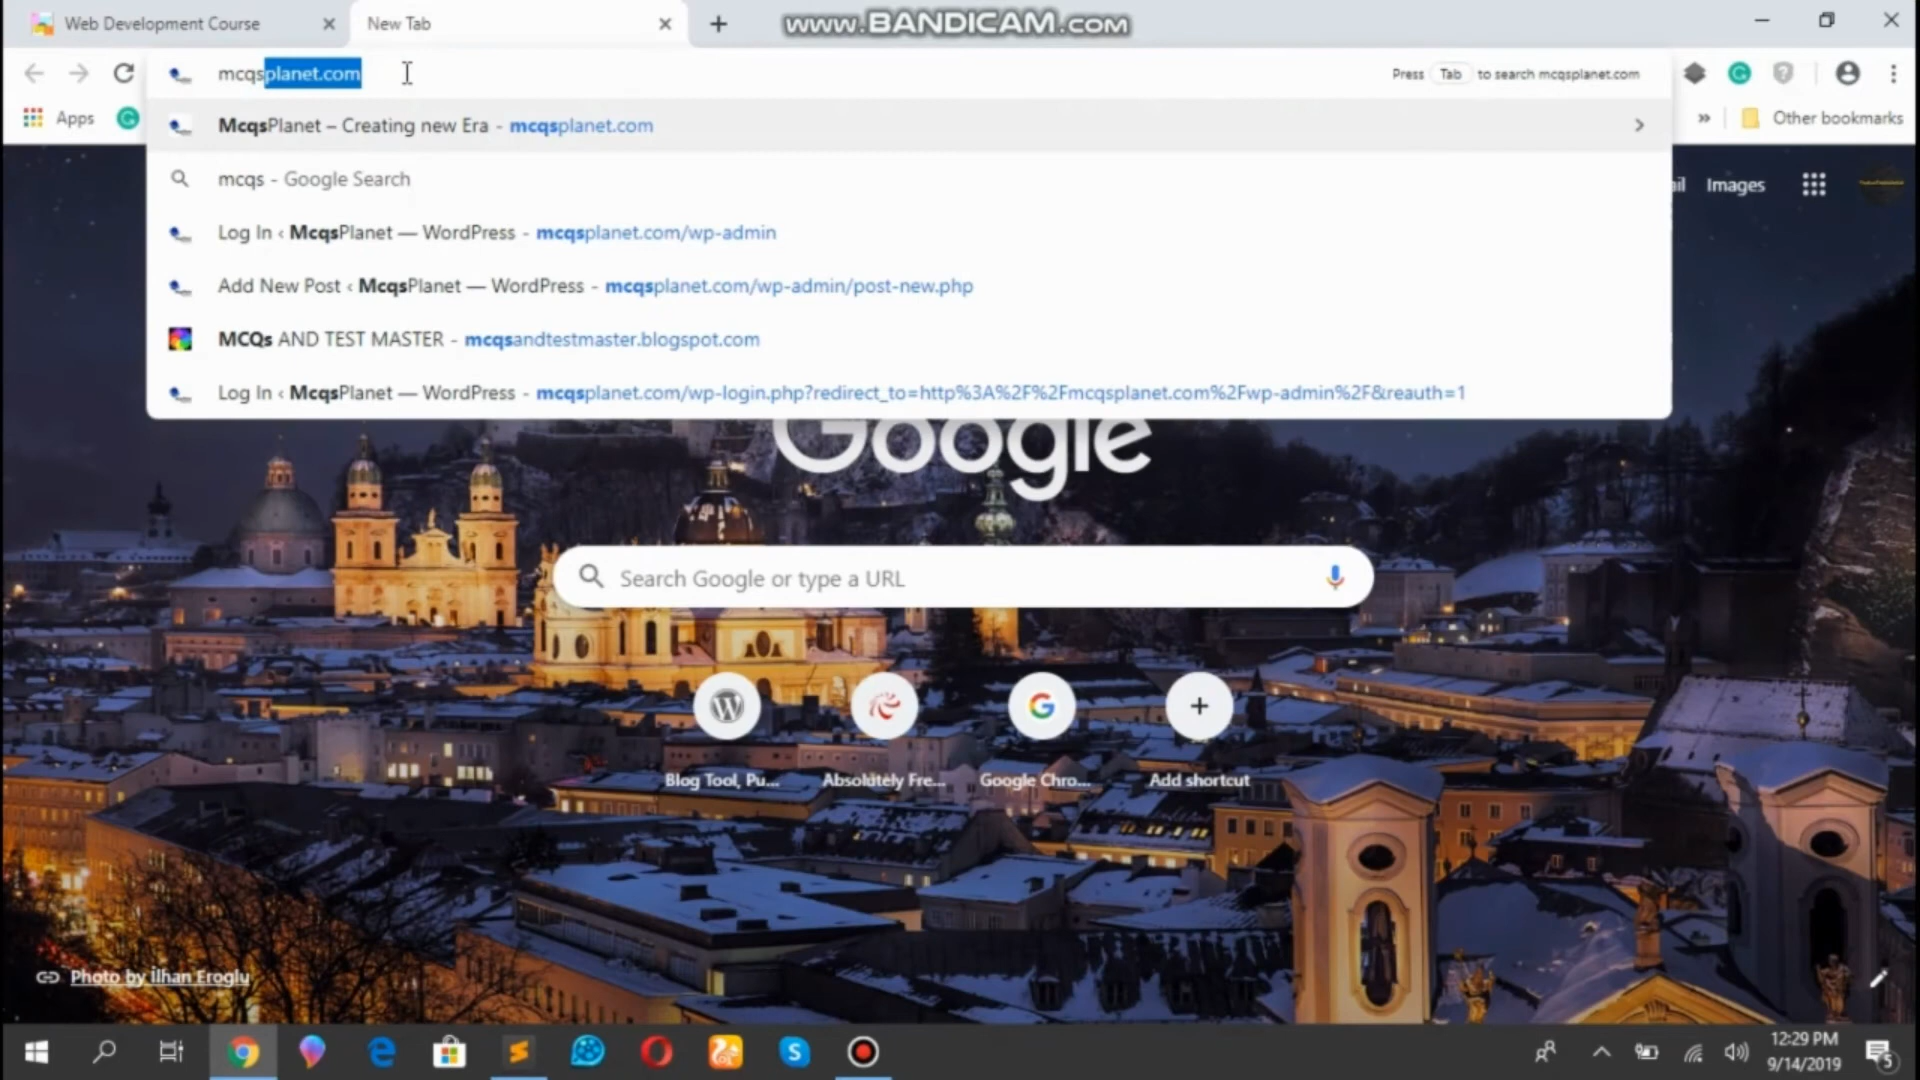 Web Development Course
New Tab
www.BANDICAM.com
mcqsplanet.com
Press Tab to search mcqsplanet.com
Apps
McqsPlanet – Creating new Era - mcqsplanet.com
Other bookmarks
mcqs - Google Search
Images
Log In ‹ McqsPlanet — WordPress - mcqsplanet.com/wp-admin
Add New Post ‹ McqsPlanet — WordPress - mcqsplanet.com/wp-admin/post-new.php
MCQs AND TEST MASTER - mcqsandtestmaster.blogspot.com
Log In ‹ McqsPlanet — WordPress - mcqsplanet.com/wp-login.php?redirect_to=http%3A%2F%2Fmcqsplanet.com%2Fwp-admin%2F&reauth=1
Google
Search Google or type a URL
Blog Tool, Pu...
Absolutely Fre...
Google Chro...
Add shortcut
Photo by Ilhan Eroglu
12:29 PM
9/14/2019
5